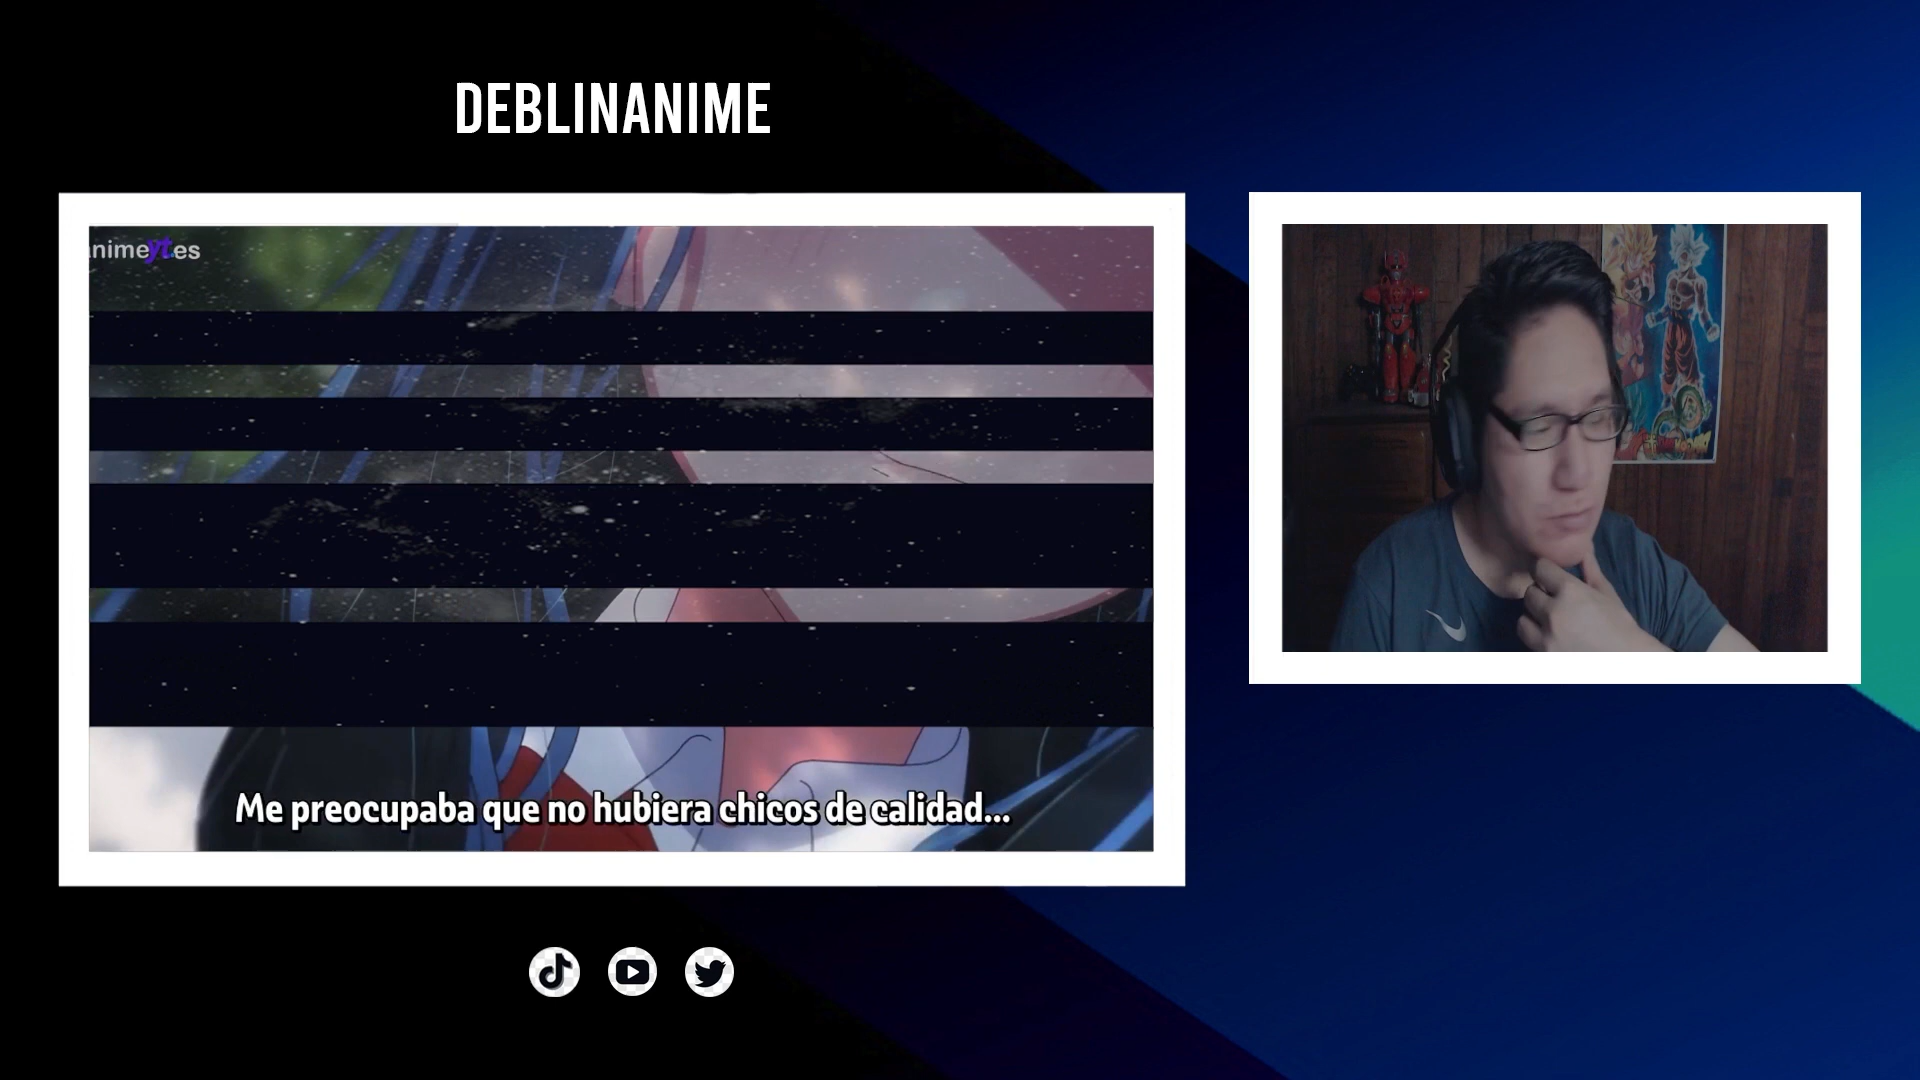 DEBLINANIME
nimeyt.es
Me preocupaba que no hubiera chicos de calidad...